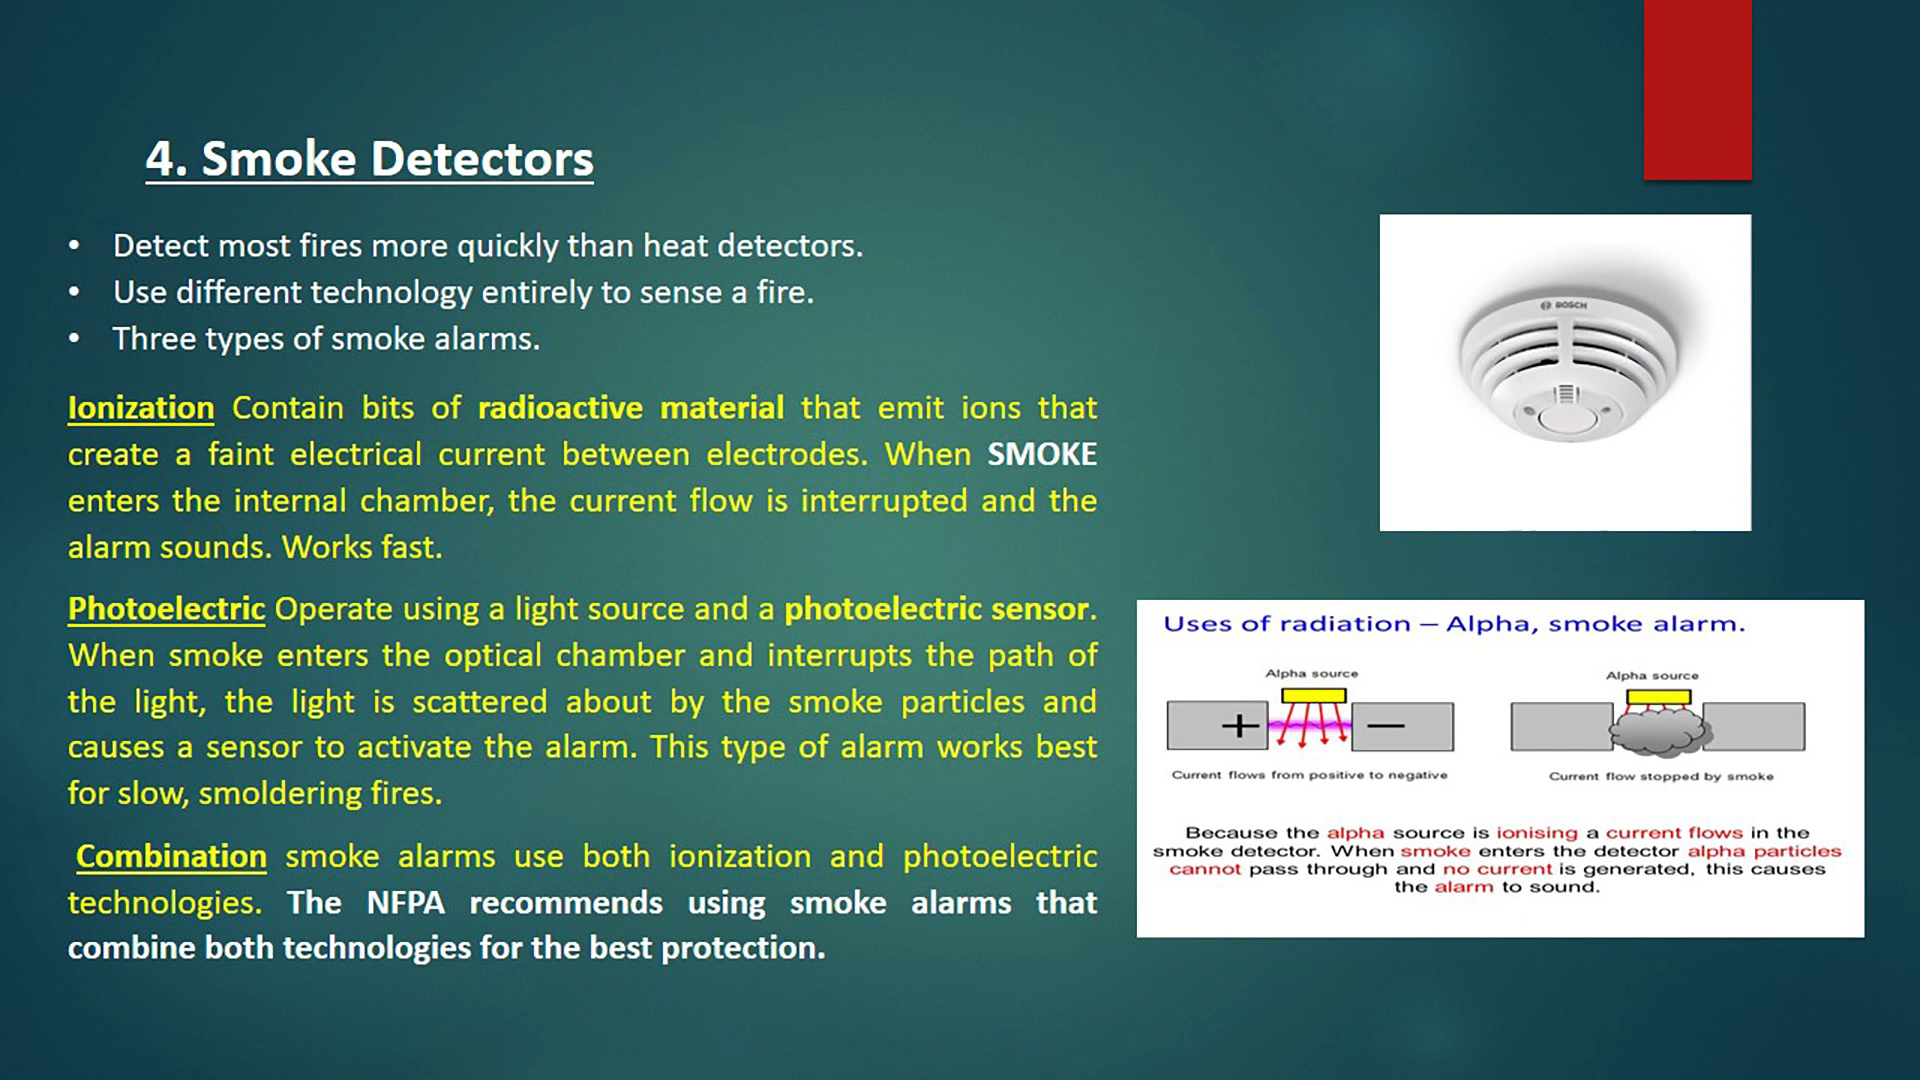 4. Smoke Detectors
• Detect most fires more quickly than heat detectors.
• Use different technology entirely to sense a fire.
• Three types of smoke alarms.
Ionization Contain bits of radioactive material that emit ions that
create a faint electrical current between electrodes. When SMOKE
enters the internal chamber, the current flow is interrupted and the
alarm sounds. Works fast.
Photoelectric Operate using a light source and a photoelectric sensor.
When smoke enters the optical chamber and interrupts the path of
the light, the light is scattered about by the smoke particles and
causes a sensor to activate the alarm. This type of alarm works best
for slow, smoldering fires.
Combination smoke alarms use both ionization and photoelectric
technologies. The NFPA recommends using smoke alarms that
combine both technologies for the best protection.
BOSCH
Uses of radiation – Alpha, smoke alarm.
Alpha source
Alpha source
+ −
Current flows from positive to negative
Current flow stopped by smoke
Because the alpha source is ionising a current flows in the
smoke detector. When smoke enters the detector alpha particles
cannot pass through and no current is generated, this causes
the alarm to sound.